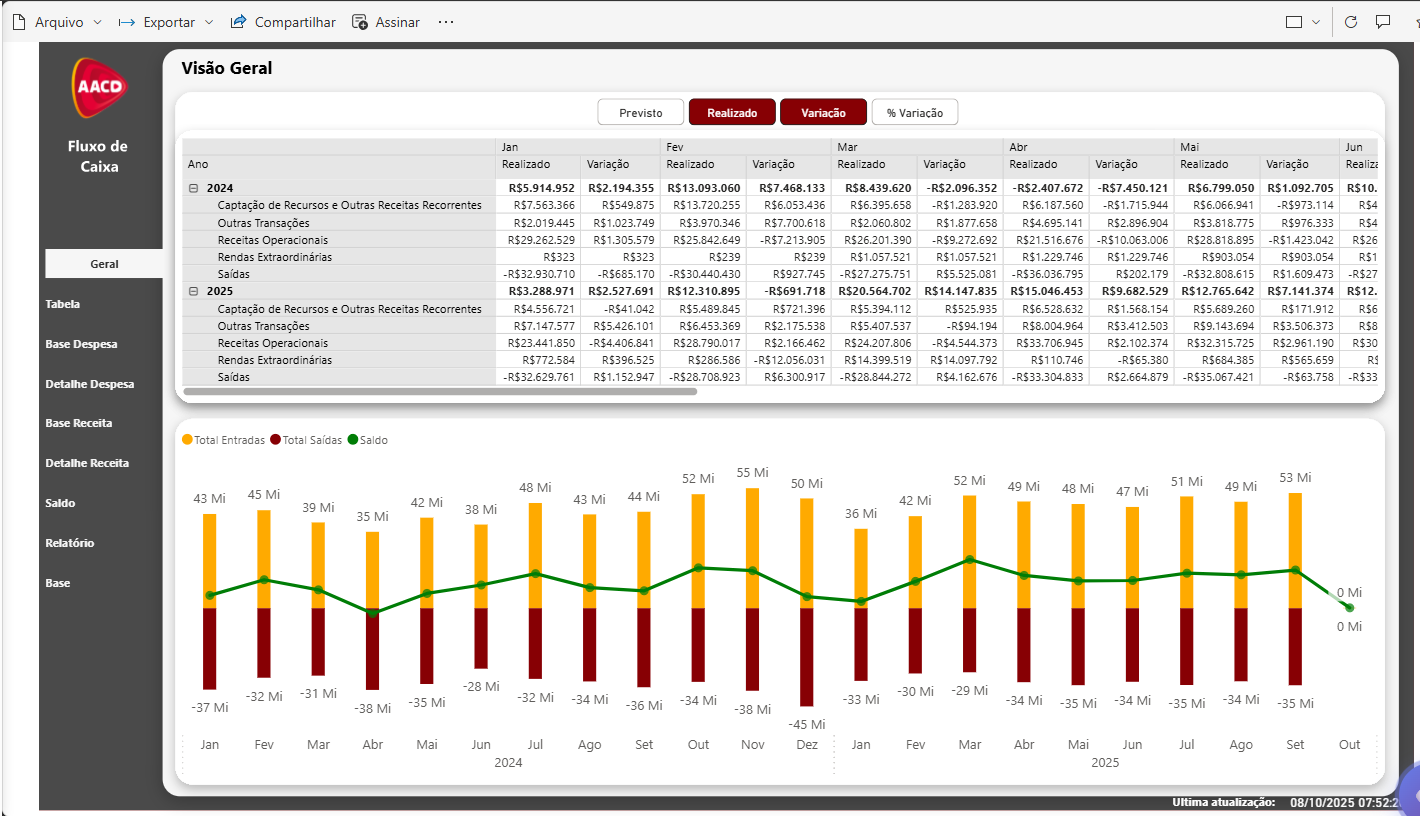 Arquivo Exportar Compartilhar Assinar ...
AACD
Fluxo de
Caixa
Geral
Tabela
Base Despesa
Detalhe Despesa
Base Receita
Detalhe Receita
Saldo
Relatório
Base
Visão Geral
Previsto Realizado Variação % Variação
Jan Fev Mar Abr Mai Jun
Ano Realizado Variação Realizado Variação Realizado Variação Realizado Variação Realizado Variação Realiza
2024 R$5.914.952 R$2.194.355 R$13.093.060 R$7.468.133 R$8.439.620 -R$2.096.352 -R$2.407.672 -R$7.450.121 R$6.799.050 R$1.092.705 R$10.
Captação de Recursos e Outras Receitas Recorrentes R$7.563.366 R$549.875 R$13.720.255 R$6.053.436 R$6.395.658 -R$1.283.920 R$6.187.560 -R$1.715.944 R$6.066.941 -R$973.114 R$4
Outras Transações R$2.019.445 R$1.023.749 R$3.970.346 R$7.700.618 R$2.060.802 R$1.877.658 R$4.695.141 R$2.896.904 R$3.818.775 R$976.333 R$4
Receitas Operacionais R$29.262.529 R$1.305.579 R$25.842.649 -R$7.213.905 R$26.201.390 -R$9.272.692 R$21.516.676 -R$10.063.006 R$28.818.895 -R$1.423.042 R$26
Rendas Extraordinárias R$323 R$323 R$239 R$239 R$1.057.521 R$1.057.521 R$1.229.746 R$1.229.746 R$903.054 R$903.054 R$1
Saídas -R$32.930.710 -R$685.170 -R$30.440.430 R$927.745 -R$27.275.751 R$5.525.081 -R$36.036.795 R$202.179 -R$32.808.615 R$1.609.473 -R$27
2025 R$3.288.971 R$2.527.691 R$12.310.895 -R$691.718 R$20.564.702 R$14.147.835 R$15.046.453 R$9.682.529 R$12.765.642 R$7.141.374 R$12.
Captação de Recursos e Outras Receitas Recorrentes R$4.556.721 -R$41.042 R$5.489.845 R$721.396 R$5.394.112 R$525.935 R$6.528.632 R$1.568.154 R$5.689.260 R$171.912 R$6
Outras Transações R$7.147.577 R$5.426.101 R$6.453.369 R$2.175.538 R$5.407.537 -R$94.194 R$8.004.964 R$3.412.503 R$9.143.694 R$3.506.373 R$8
Receitas Operacionais R$23.441.850 -R$4.406.841 R$28.790.017 R$2.166.462 R$24.207.806 -R$4.544.373 R$33.706.945 R$2.102.374 R$32.315.725 R$2.961.190 R$30
Rendas Extraordinárias R$772.584 R$396.525 R$286.586 -R$12.056.031 R$14.399.519 R$14.097.792 R$110.746 -R$65.380 R$684.385 R$565.659 R$
Saídas -R$32.629.761 R$1.152.947 -R$28.708.923 R$6.300.917 -R$28.844.272 R$4.162.676 -R$33.304.833 R$2.664.879 -R$35.067.421 -R$63.758 -R$33
Total Entradas Total Saídas Saldo
43 Mi 45 Mi 39 Mi 35 Mi 42 Mi 38 Mi 48 Mi 43 Mi 44 Mi 52 Mi 55 Mi 50 Mi 36 Mi 42 Mi 52 Mi 49 Mi 48 Mi 47 Mi 51 Mi 49 Mi 53 Mi 0 Mi
-37 Mi -32 Mi -31 Mi -38 Mi -35 Mi -28 Mi -32 Mi -34 Mi -36 Mi -34 Mi -38 Mi -45 Mi -33 Mi -30 Mi -29 Mi -34 Mi -35 Mi -34 Mi -35 Mi -34 Mi -35 Mi 0 Mi
Jan Fev Mar Abr Mai Jun Jul Ago Set Out Nov Dez Jan Fev Mar Abr Mai Jun Jul Ago Set Out
2024 2025
Ultima atualização: 08/10/2025 07:52:2